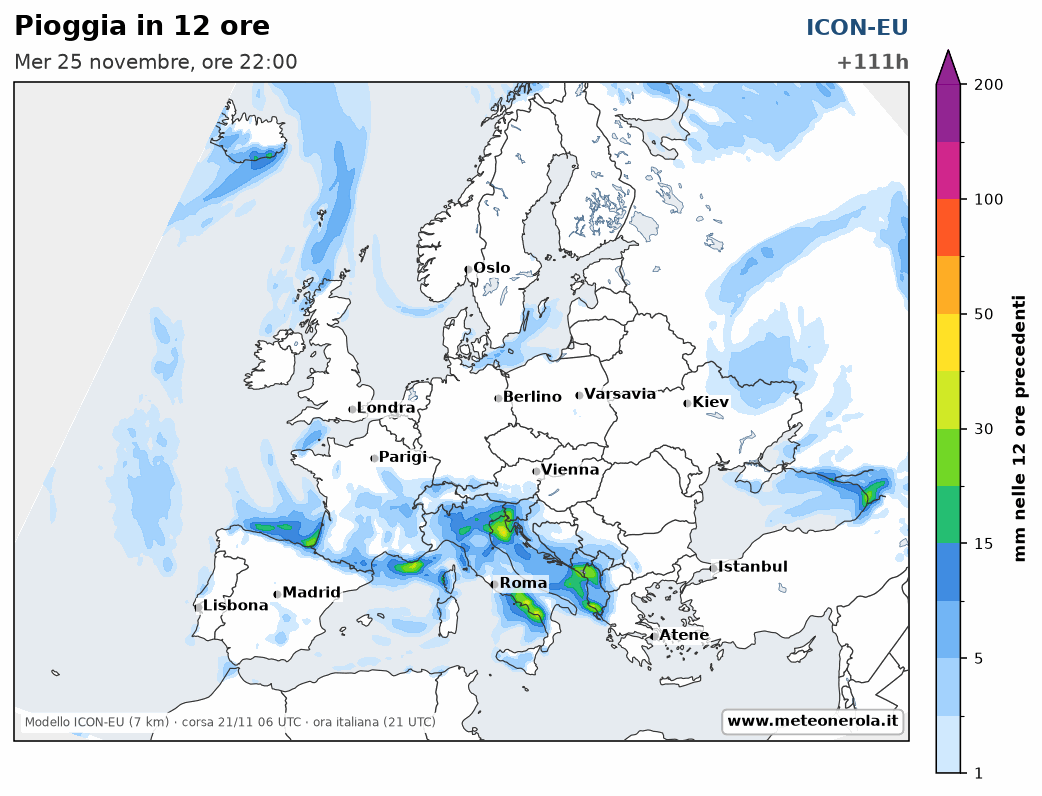 Pioggia in 12 ore
ICON-EU
Mer 25 novembre, ore 22:00
+111h
200
100
50
30
15
5
1
mm nelle 12 ore precedenti
Oslo
Berlino
Varsavia
Kiev
Londra
Parigi
Vienna
Istanbul
Roma
Madrid
Lisbona
Atene
Modello ICON-EU (7 km) · corsa 21/11 06 UTC · ora italiana (21 UTC)
www.meteonerola.it